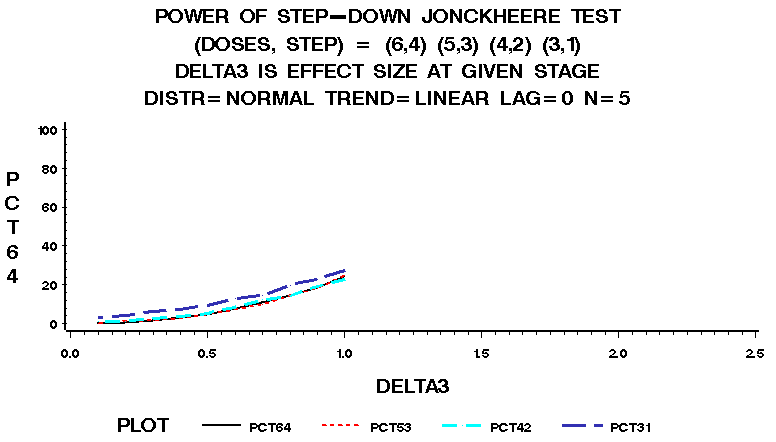 POWER OF STEP-DOWN JONCKHEERE TEST
(DOSES, STEP) = (6,4) (5,3) (4,2) (3,1)
DELTA3 IS EFFECT SIZE AT GIVEN STAGE
DISTR=NORMAL TREND=LINEAR LAG=0 N=5
PCT64
100
80
60
40
20
0
0.0 0.5 1.0 1.5 2.0 2.5
DELTA3
PLOT PCT64 PCT53 PCT42 PCT31